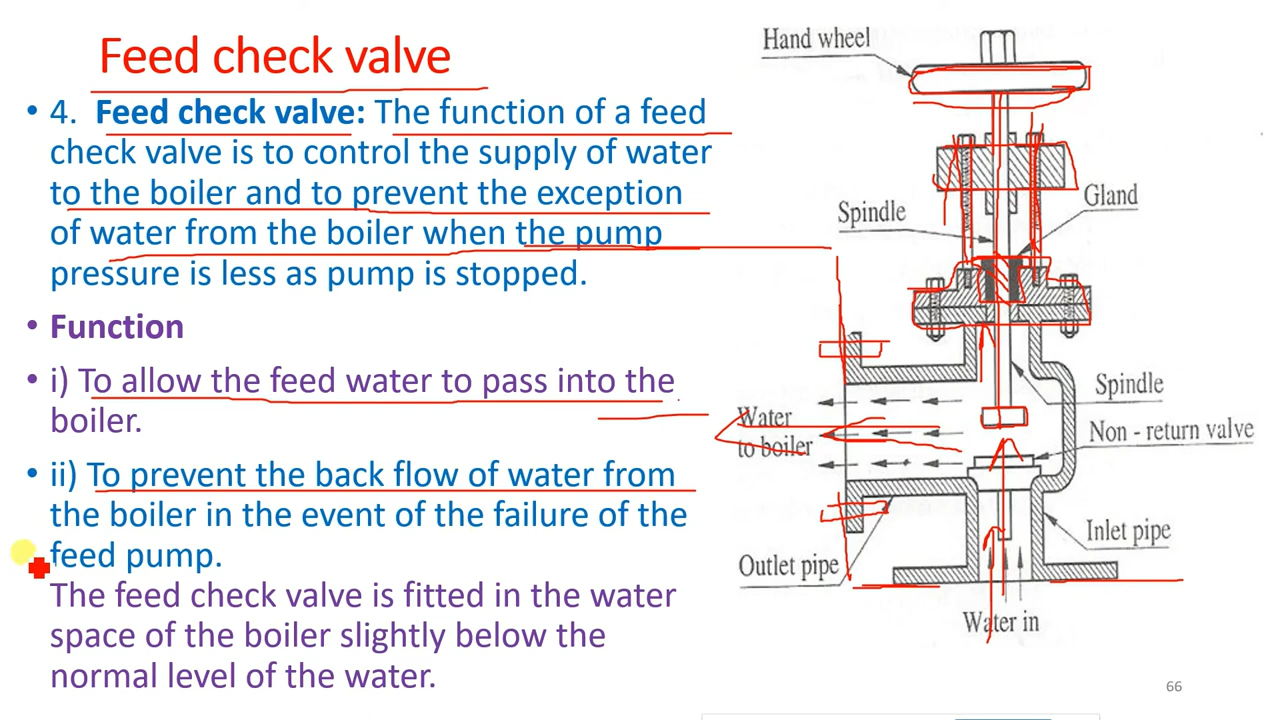 Feed check valve
• 4. Feed check valve: The function of a feed
check valve is to control the supply of water
to the boiler and to prevent the exception
of water from the boiler when the pump
pressure is less as pump is stopped.
• Function
• i) To allow the feed water to pass into the
boiler.
• ii) To prevent the back flow of water from
the boiler in the event of the failure of the
feed pump.
The feed check valve is fitted in the water
space of the boiler slightly below the
normal level of the water.
Hand wheel
Gland
Spindle
Spindle
Water
to boiler
Non - return valve
Inlet pipe
Outlet pipe
Water in
66